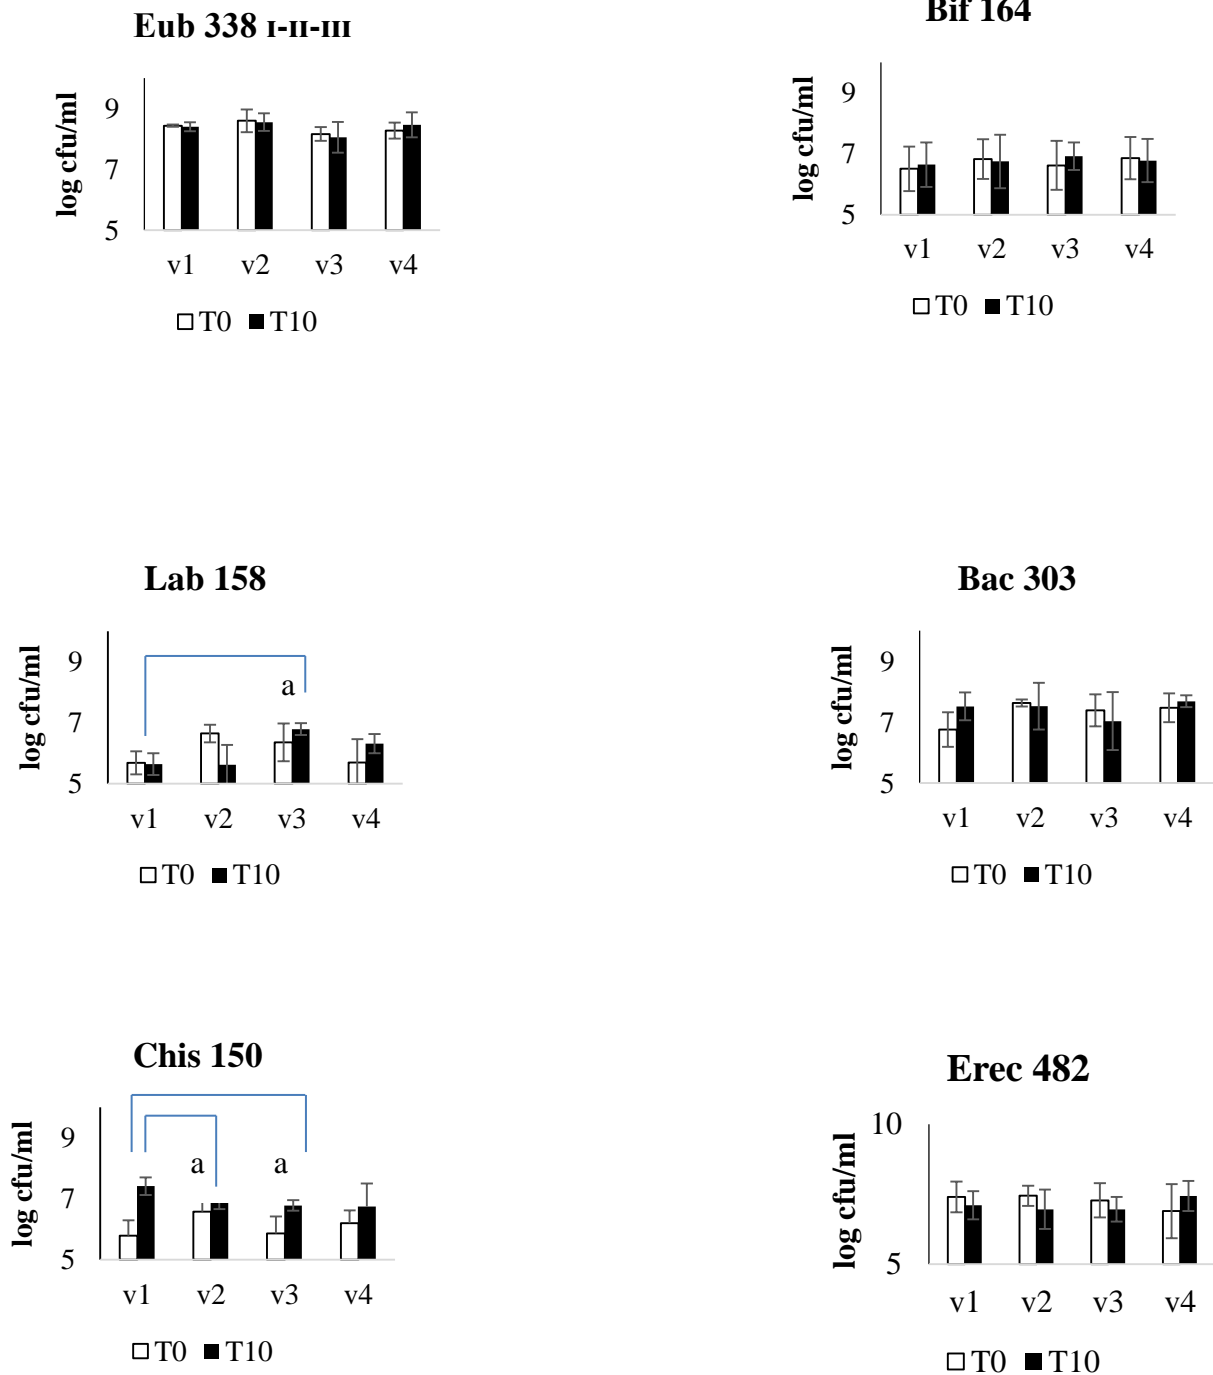 Eub 338 I-II-III
log cfu/ml
9
7
5
v1 v2 v3 v4
T0 T10
Bif 164
log cfu/ml
9
7
5
v1 v2 v3 v4
T0 T10
Lab 158
log cfu/ml
9
7
5
a
v1 v2 v3 v4
T0 T10
Bac 303
log cfu/ml
9
7
5
v1 v2 v3 v4
T0 T10
Chis 150
log cfu/ml
9
7
5
a a
v1 v2 v3 v4
T0 T10
Erec 482
log cfu/ml
10
5
v1 v2 v3 v4
T0 T10